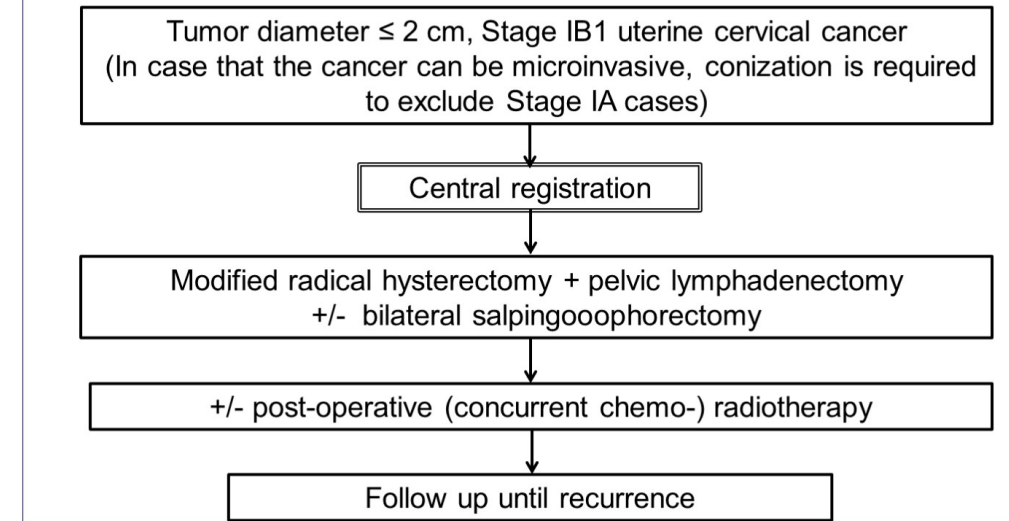 Tumor diameter ≤ 2 cm, Stage IB1 uterine cervical cancer
(In case that the cancer can be microinvasive, conization is required
to exclude Stage IA cases)
Central registration
Modified radical hysterectomy + pelvic lymphadenectomy
+/- bilateral salpingooophorectomy
+/- post-operative (concurrent chemo-) radiotherapy
Follow up until recurrence